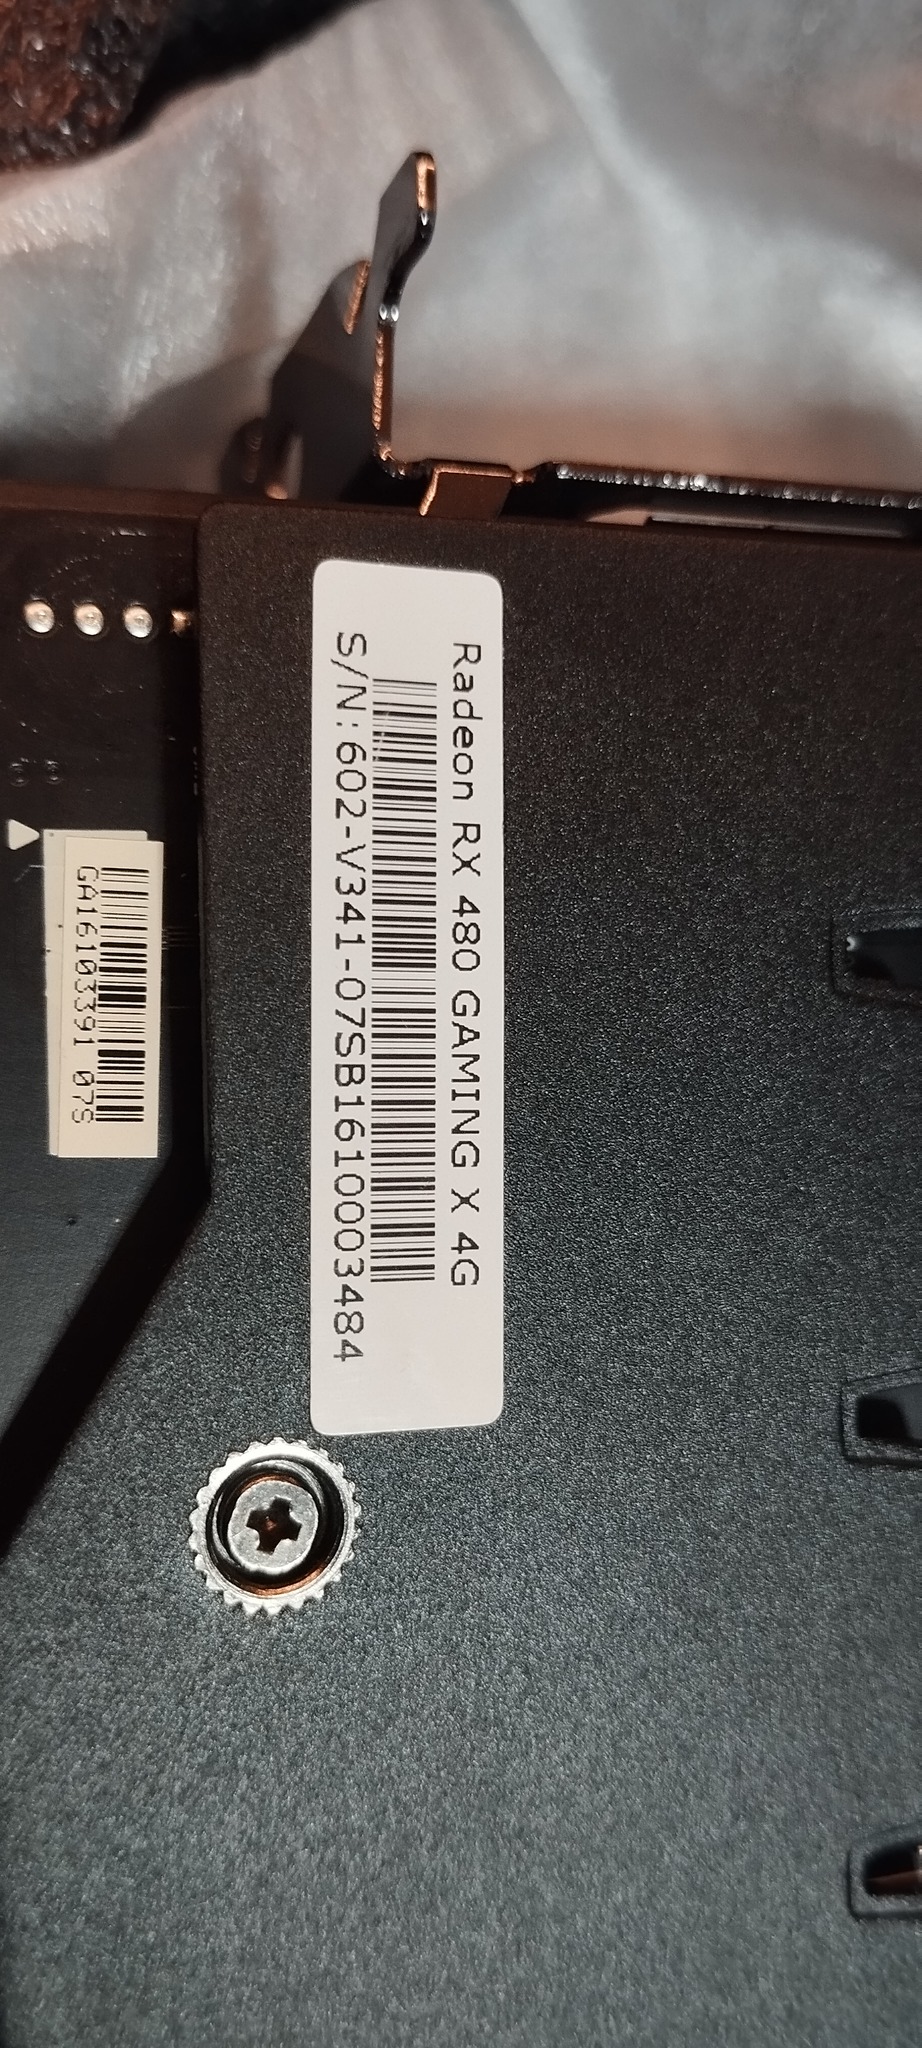 Radeon RX 480 GAMING X 4G
S/N:602-V341-07SB1610003484
GA16103391 07S